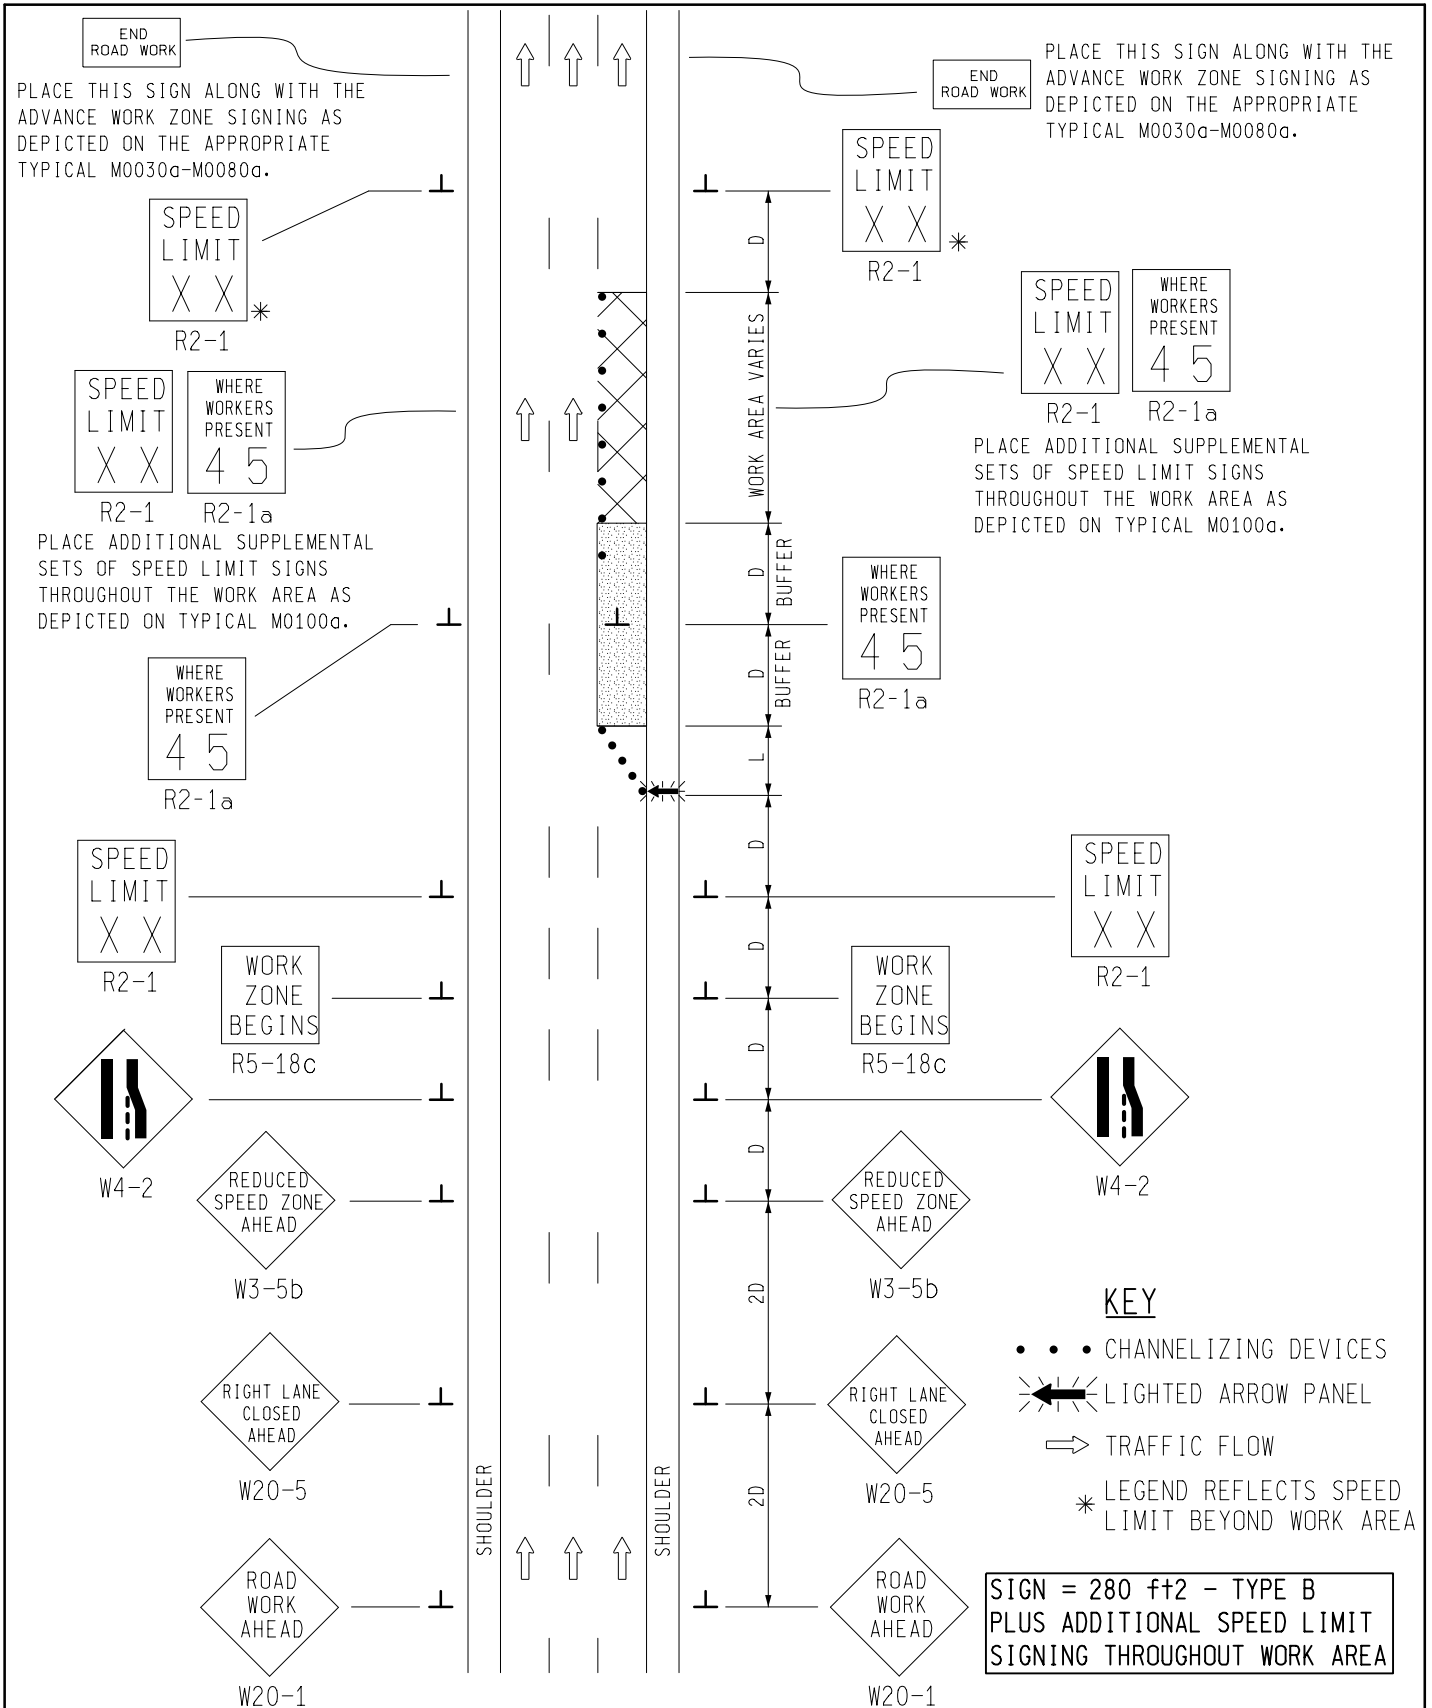 END
ROAD WORK
PLACE THIS SIGN ALONG WITH THE
ADVANCE WORK ZONE SIGNING AS
DEPICTED ON THE APPROPRIATE
TYPICAL M0030a-M0080a.
END
ROAD WORK
PLACE THIS SIGN ALONG WITH THE
ADVANCE WORK ZONE SIGNING AS
DEPICTED ON THE APPROPRIATE
TYPICAL M0030a-M0080a.
SPEED
LIMIT
X X
*
R2-1
SPEED
LIMIT
X X
*
R2-1
D
SPEED
LIMIT
X X
R2-1
WHERE
WORKERS
PRESENT
4 5
R2-1a
PLACE ADDITIONAL SUPPLEMENTAL
SETS OF SPEED LIMIT SIGNS
THROUGHOUT THE WORK AREA AS
DEPICTED ON TYPICAL M0100a.
WORK AREA VARIES
SPEED
LIMIT
X X
R2-1
WHERE
WORKERS
PRESENT
4 5
R2-1a
PLACE ADDITIONAL SUPPLEMENTAL
SETS OF SPEED LIMIT SIGNS
THROUGHOUT THE WORK AREA AS
DEPICTED ON TYPICAL M0100a.
D
BUFFER
D
BUFFER
WHERE
WORKERS
PRESENT
4 5
R2-1a
WHERE
WORKERS
PRESENT
4 5
R2-1a
L
D
SPEED
LIMIT
X X
R2-1
SPEED
LIMIT
X X
R2-1
D
WORK
ZONE
BEGINS
R5-18c
WORK
ZONE
BEGINS
R5-18c
D
W4-2
W4-2
D
REDUCED
SPEED ZONE
AHEAD
W3-5b
REDUCED
SPEED ZONE
AHEAD
W3-5b
2D
RIGHT LANE
CLOSED
AHEAD
W20-5
RIGHT LANE
CLOSED
AHEAD
W20-5
2D
SHOULDER
SHOULDER
ROAD
WORK
AHEAD
W20-1
ROAD
WORK
AHEAD
W20-1
KEY
CHANNELIZING DEVICES
LIGHTED ARROW PANEL
TRAFFIC FLOW
* LEGEND REFLECTS SPEED
LIMIT BEYOND WORK AREA
SIGN = 280 ft2 - TYPE B
PLUS ADDITIONAL SPEED LIMIT
SIGNING THROUGHOUT WORK AREA